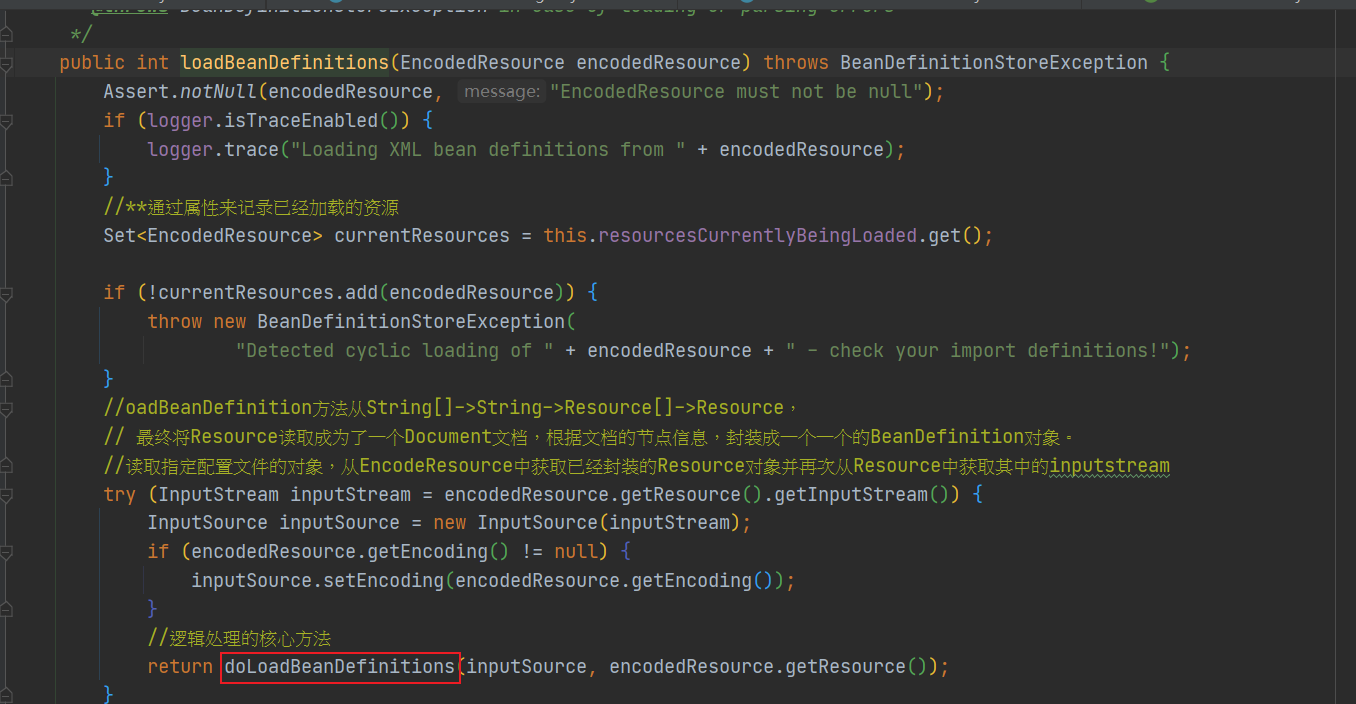 */
public int loadBeanDefinitions(EncodedResource encodedResource) throws BeanDefinitionStoreException {
Assert.notNull(encodedResource, message: "EncodedResource must not be null");
if (logger.isTraceEnabled()) {
logger.trace("Loading XML bean definitions from " + encodedResource);
}
//**通过属性来记录已经加载的资源
Set<EncodedResource> currentResources = this.resourcesCurrentlyBeingLoaded.get();
if (!currentResources.add(encodedResource)) {
throw new BeanDefinitionStoreException(
"Detected cyclic loading of " + encodedResource + " - check your import definitions!");
}
//oadBeanDefinition方法从String[]->String->Resource[]->Resource，
// 最终将Resource读取成为了一个Document文档，根据文档的节点信息，封装成一个一个的BeanDefinition对象。
//读取指定配置文件的对象，从EncodeResource中获取已经封装的Resource对象并再次从Resource中获取其中的inputstream
try (InputStream inputStream = encodedResource.getResource().getInputStream()) {
InputSource inputSource = new InputSource(inputStream);
if (encodedResource.getEncoding() != null) {
inputSource.setEncoding(encodedResource.getEncoding());
}
//逻辑处理的核心方法
return doLoadBeanDefinitions(inputSource, encodedResource.getResource());
}